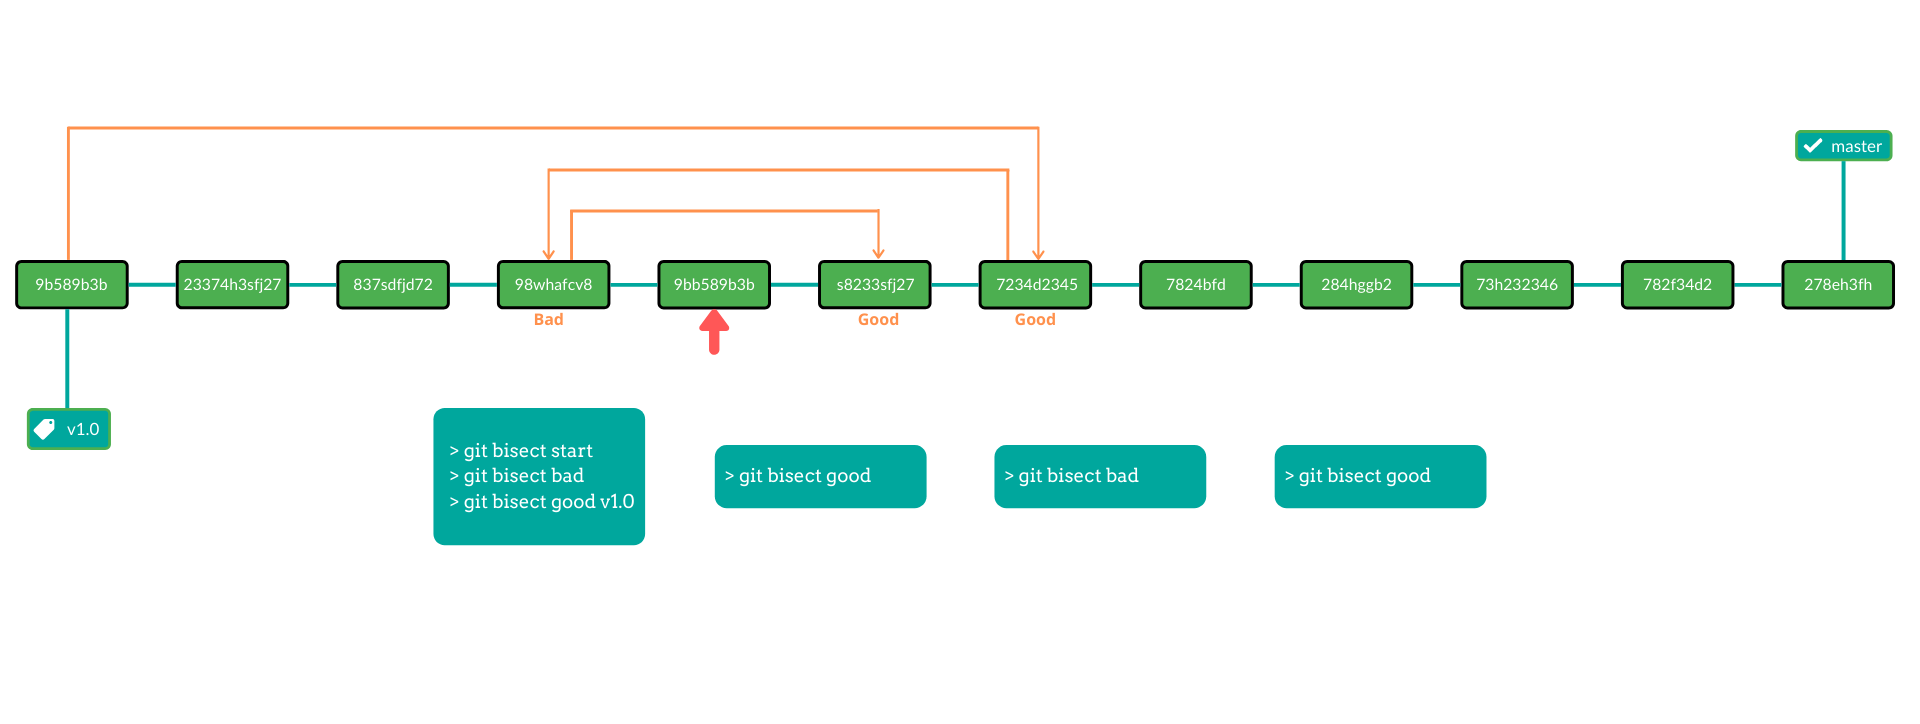 master
9b589b3b
23374h3sfj27
837sdfjd72
98whafcv8
9bb589b3b
s8233sfj27
7234d2345
7824bfd
284hggb2
73h232346
782f34d2
278eh3fh
Bad
Good
Good
v1.0
> git bisect start
> git bisect bad
> git bisect good v1.0
> git bisect good
> git bisect bad
> git bisect good